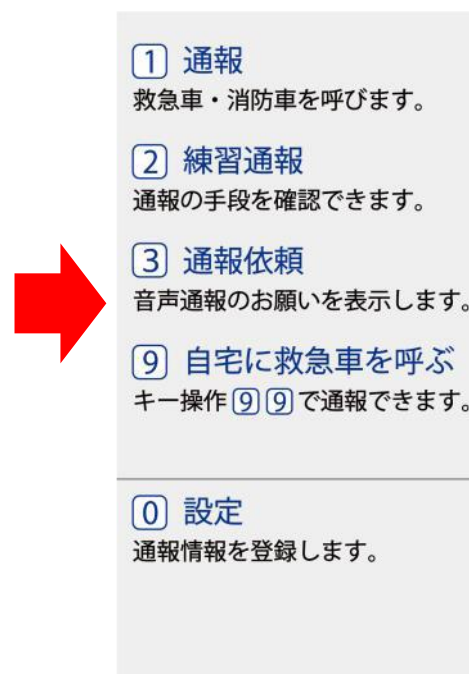 1 通報
救急車・消防車を呼びます。
2 練習通報
通報の手段を確認できます。
3 通報依頼
音声通報のお願いを表示します。
9 自宅に救急車を呼ぶ
キー操作99で通報できます。
0 設定
通報情報を登録します。